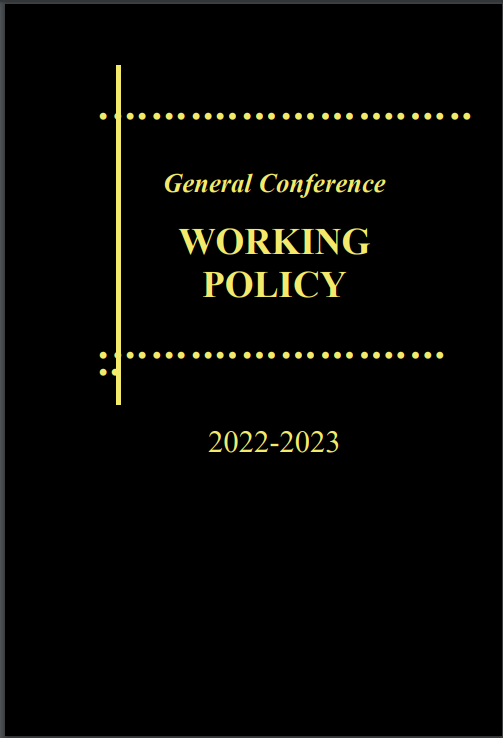 General Conference
WORKING
POLICY
2022-2023